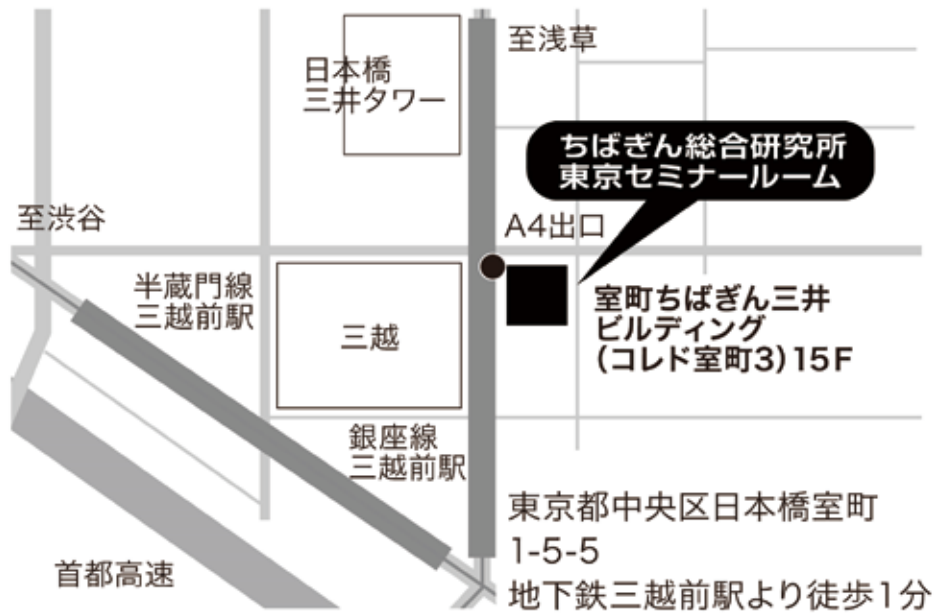 至浅草
日本橋
三井タワー
ちばぎん総合研究所
東京セミナールーム
至渋谷
A4出口
半蔵門線
三越前駅
三越
室町ちばぎん三井
ビルディング
(コレド室町3)15F
銀座線
三越前駅
東京都中央区日本橋室町
1-5-5
地下鉄三越前駅より徒歩1分
首都高速